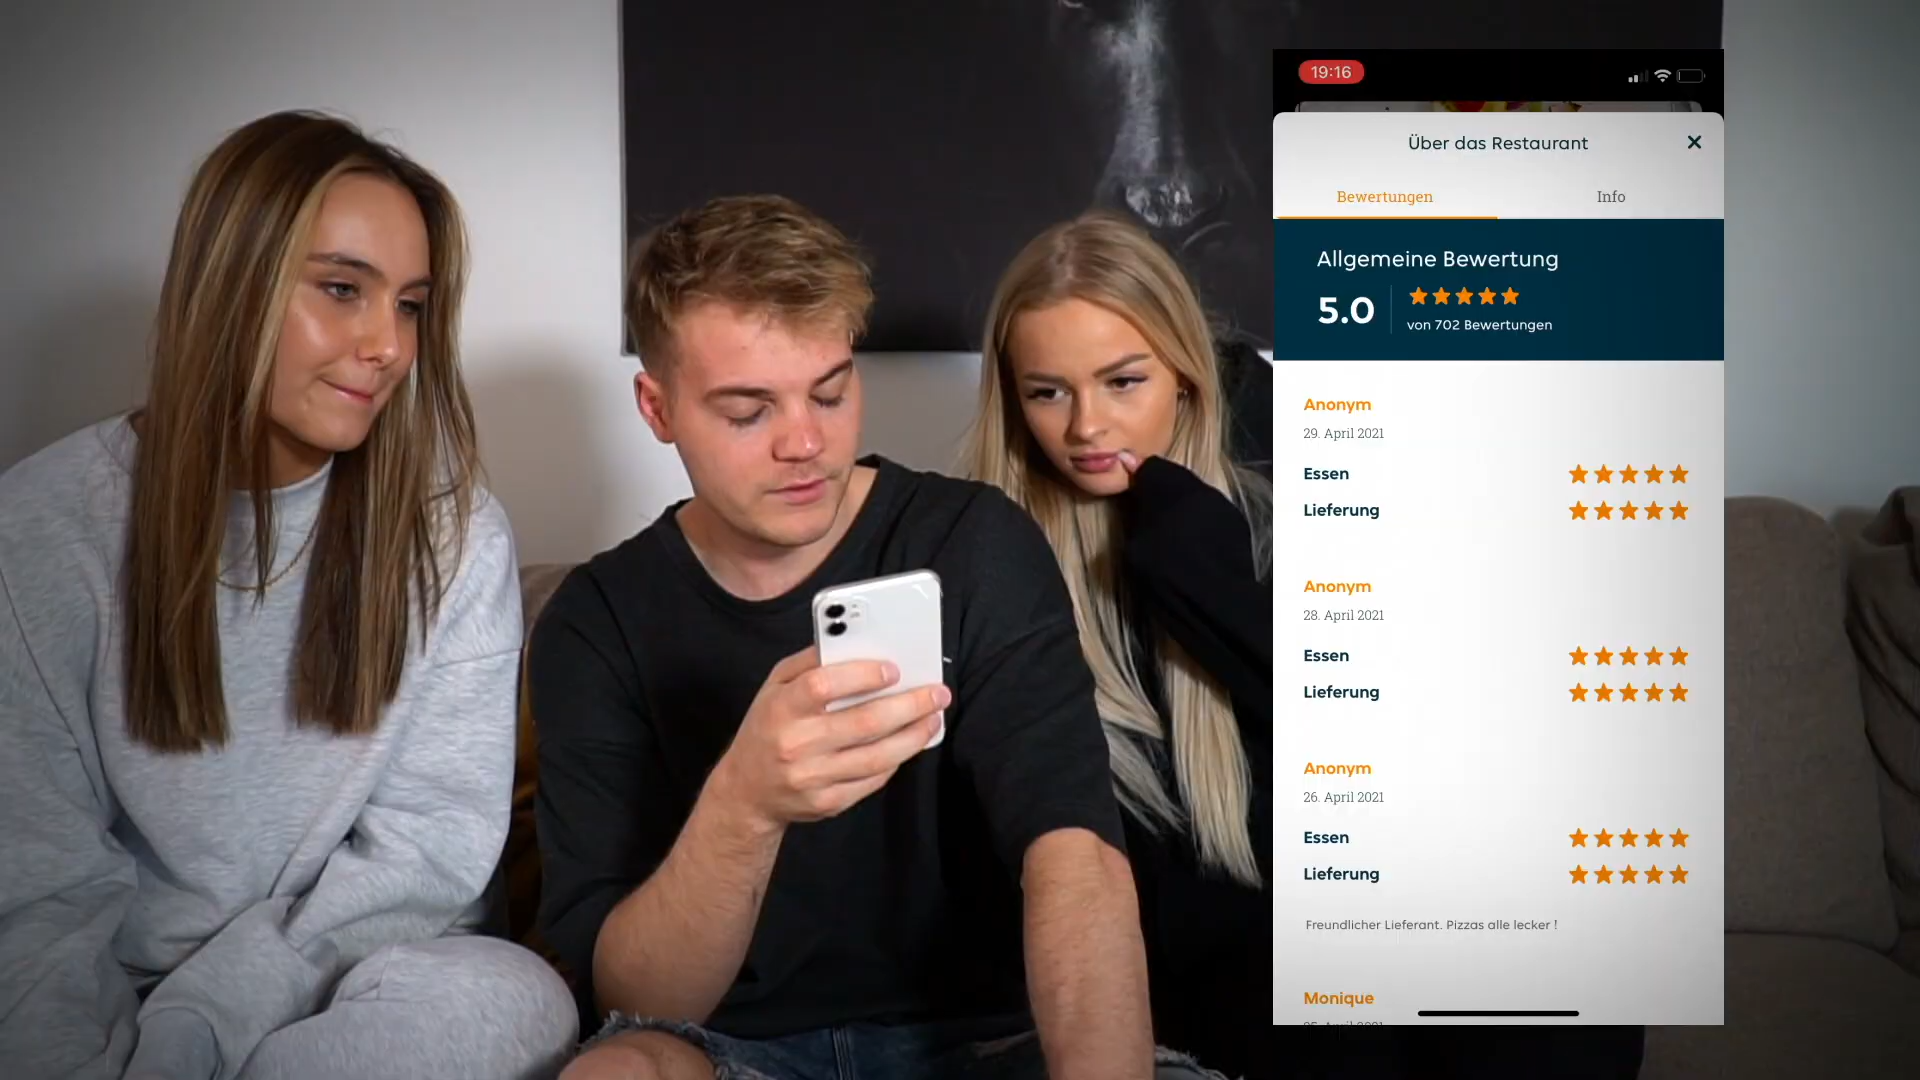 19:16
Über das Restaurant
Bewertungen
Info
Allgemeine Bewertung
5.0
von 702 Bewertungen
Anonym
29. April 2021
Essen
Lieferung
Anonym
28. April 2021
Essen
Lieferung
Anonym
26. April 2021
Essen
Lieferung
Freundlicher Lieferant. Pizzas alle lecker !
Monique